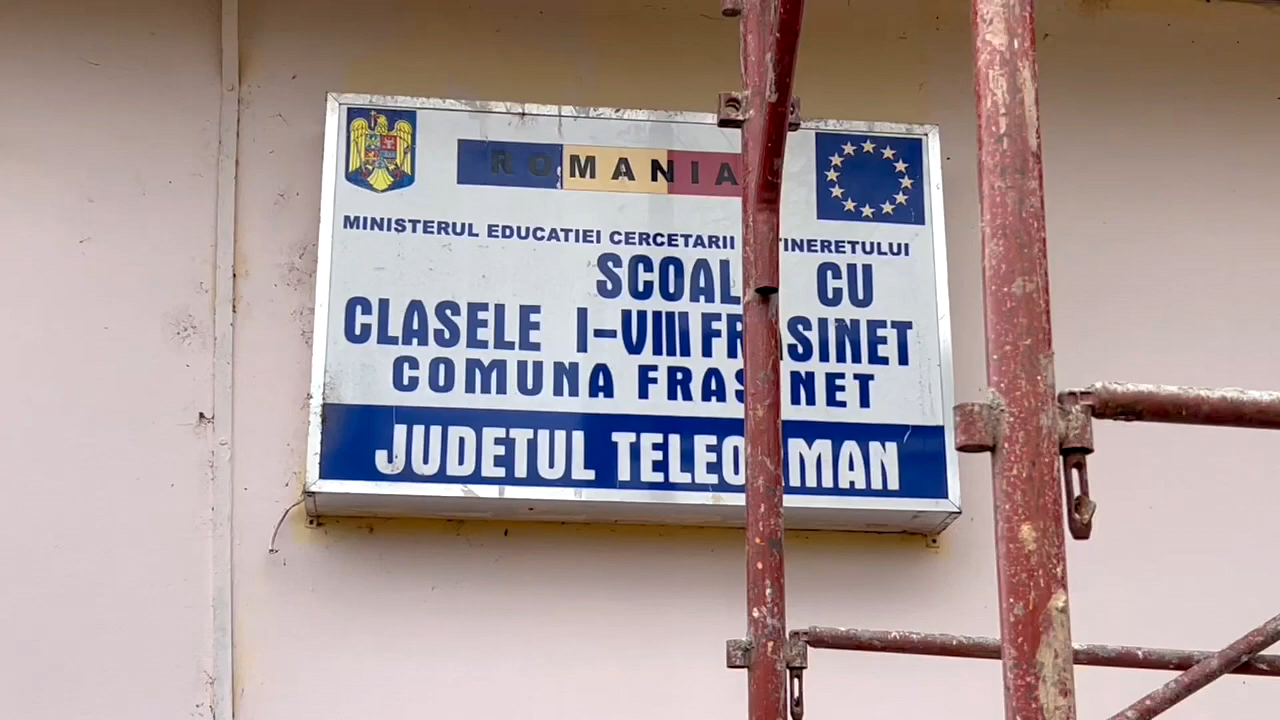 ROMANIA
MINISTERUL EDUCATIEI CERCETARII TINERETULUI
SCOALA CU
CLASELE I-VIII FRASINET
COMUNA FRASINET
JUDETUL TELEORMAN